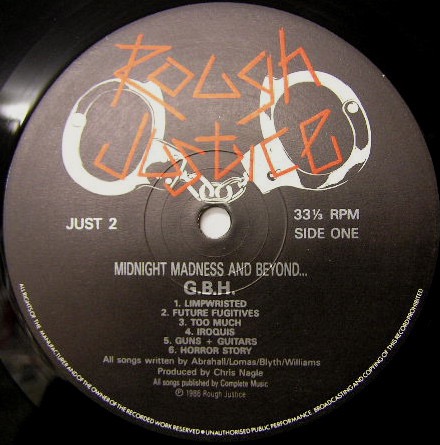 Rough
Justice
JUST 2
33⅓ RPM
SIDE ONE
MIDNIGHT MADNESS AND BEYOND...
G.B.H.
1. LIMPWRISTED
2. FUTURE FUGITIVES
3. TOO MUCH
4. IROQUIS
5. GUNS + GUITARS
6. HORROR STORY
All songs written by Abrahall/Lomas/Blyth/Williams
Produced by Chris Nagle
All songs published by Complete Music
℗ 1986 Rough Justice
ALL RIGHTS OF THE MANUFACTURER AND OF THE OWNER OF THE RECORDED WORK RESERVED • UNAUTHORISED PUBLIC PERFORMANCE, BROADCASTING AND COPYING OF THIS RECORD PROHIBITED